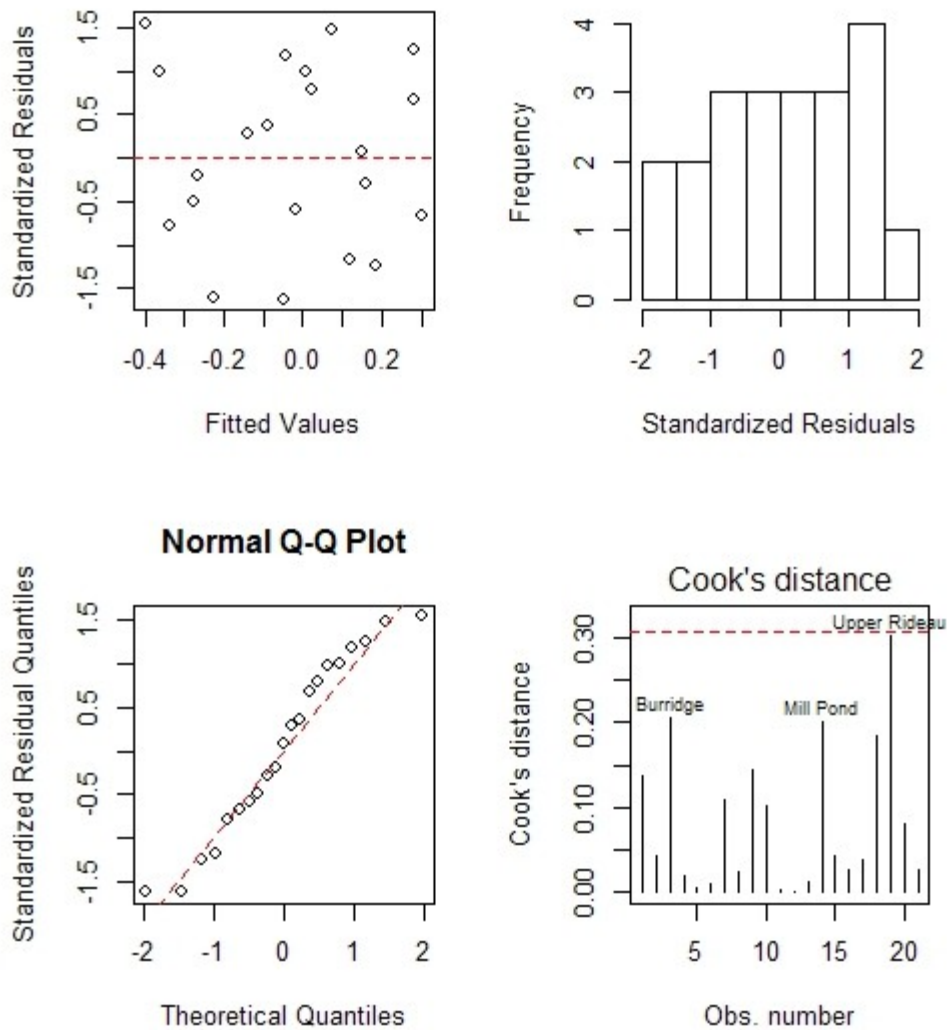 Standardized Residuals
1.5
0.5
-0.5
-1.5
-0.4
-0.2
0.0
0.2
Fitted Values
Frequency
4
3
2
1
0
-2
-1
0
1
2
Standardized Residuals
Normal Q-Q Plot
Standardized Residual Quantiles
1.5
0.5
-0.5
-1.5
-2
-1
0
1
2
Theoretical Quantiles
Cook's distance
Cook's distance
0.30
0.20
0.10
0.00
Upper Rideau
Burridge
Mill Pond
5
10
15
20
Obs. number